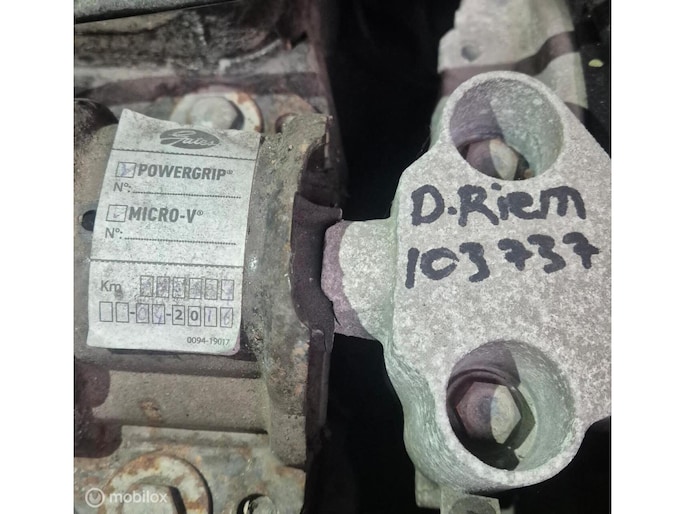 Gates
POWERGRIP®
N°:
MICRO-V®
N°:
Km
0094-19017
D.Riem
103737
mobilox